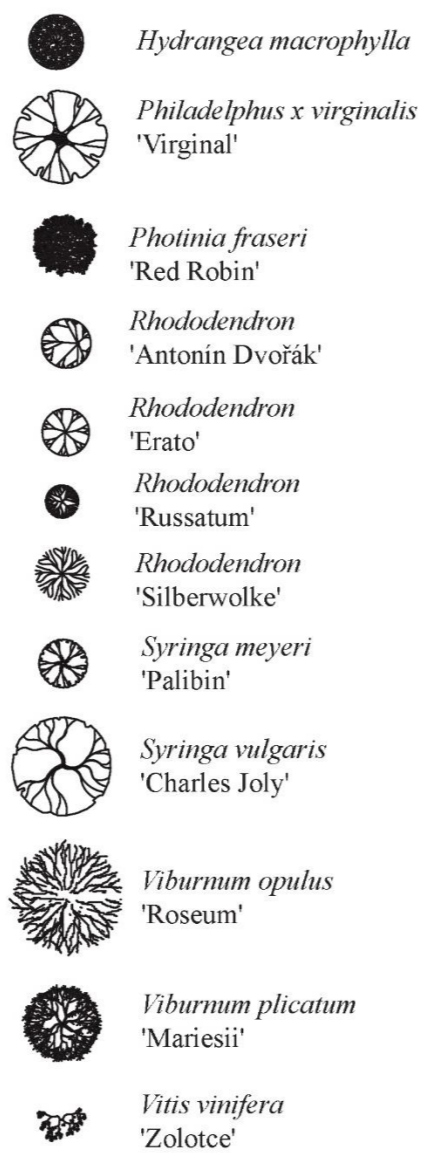 Hydrangea macrophylla
Philadelphus x virginalis
'Virginal'
Photinia fraseri
'Red Robin'
Rhododendron
'Antonín Dvořák'
Rhododendron
'Erato'
Rhododendron
'Russatum'
Rhododendron
'Silberwolke'
Syringa meyeri
'Palibin'
Syringa vulgaris
'Charles Joly'
Viburnum opulus
'Roseum'
Viburnum plicatum
'Mariesii'
Vitis vinifera
'Zolotce'